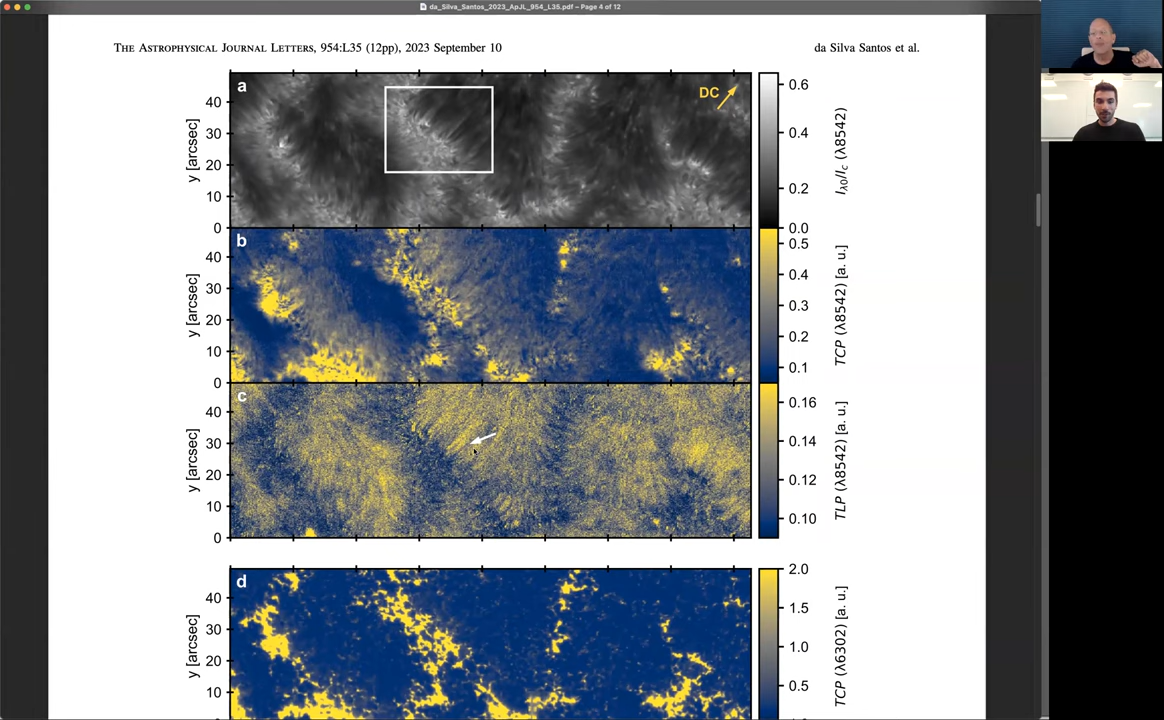 da_Silva_Santos_2023_ApJL_954_L35.pdf – Page 4 of 12
The Astrophysical Journal Letters, 954:L35 (12pp), 2023 September 10
da Silva Santos et al.
a
DC
y [arcsec]
40
30
20
10
0
0.6
0.4
0.2
0.0
Iλ0/Ic (λ8542)
b
y [arcsec]
40
30
20
10
0
0.5
0.4
0.3
0.2
0.1
TCP (λ8542) [a. u.]
c
y [arcsec]
40
30
20
10
0
0.16
0.14
0.12
0.10
TLP (λ8542) [a. u.]
d
y [arcsec]
40
30
20
10
2.0
1.5
1.0
0.5
TCP (λ6302) [a. u.]